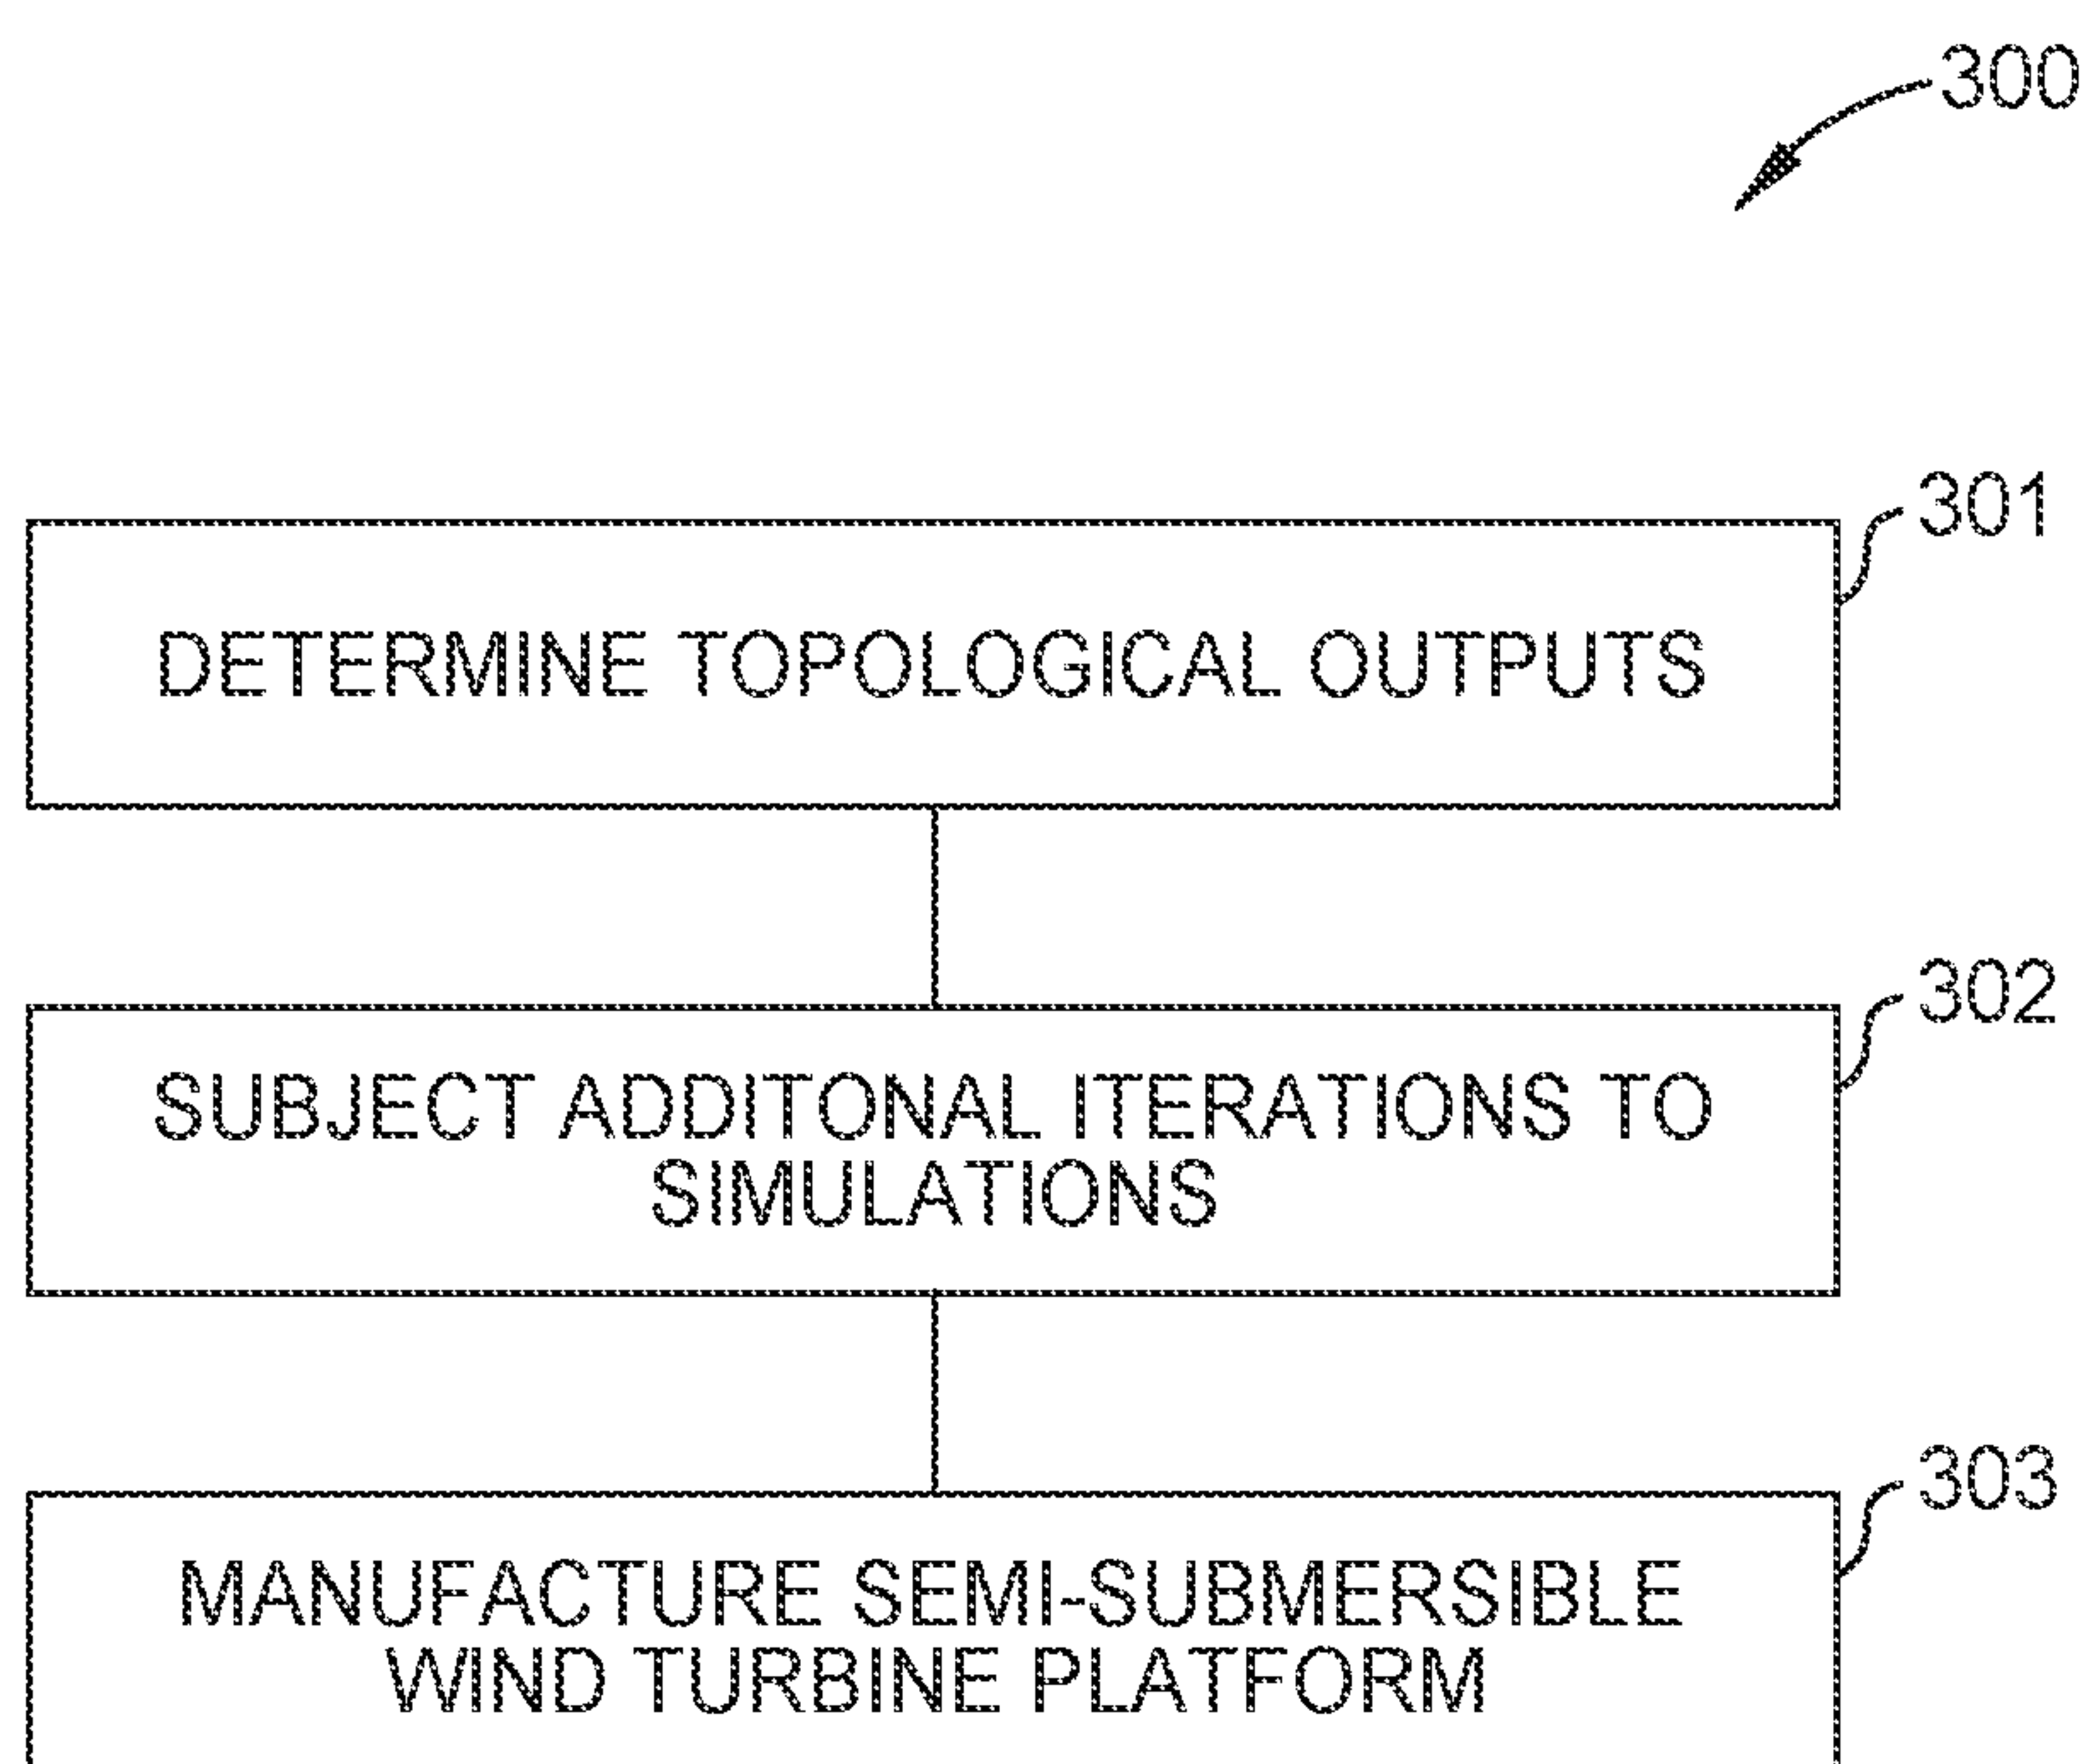 300
301
DETERMINE TOPOLOGICAL OUTPUTS
302
SUBJECT ADDITONAL ITERATIONS TO
SIMULATIONS
303
MANUFACTURE SEMI-SUBMERSIBLE
WIND TURBINE PLATFORM